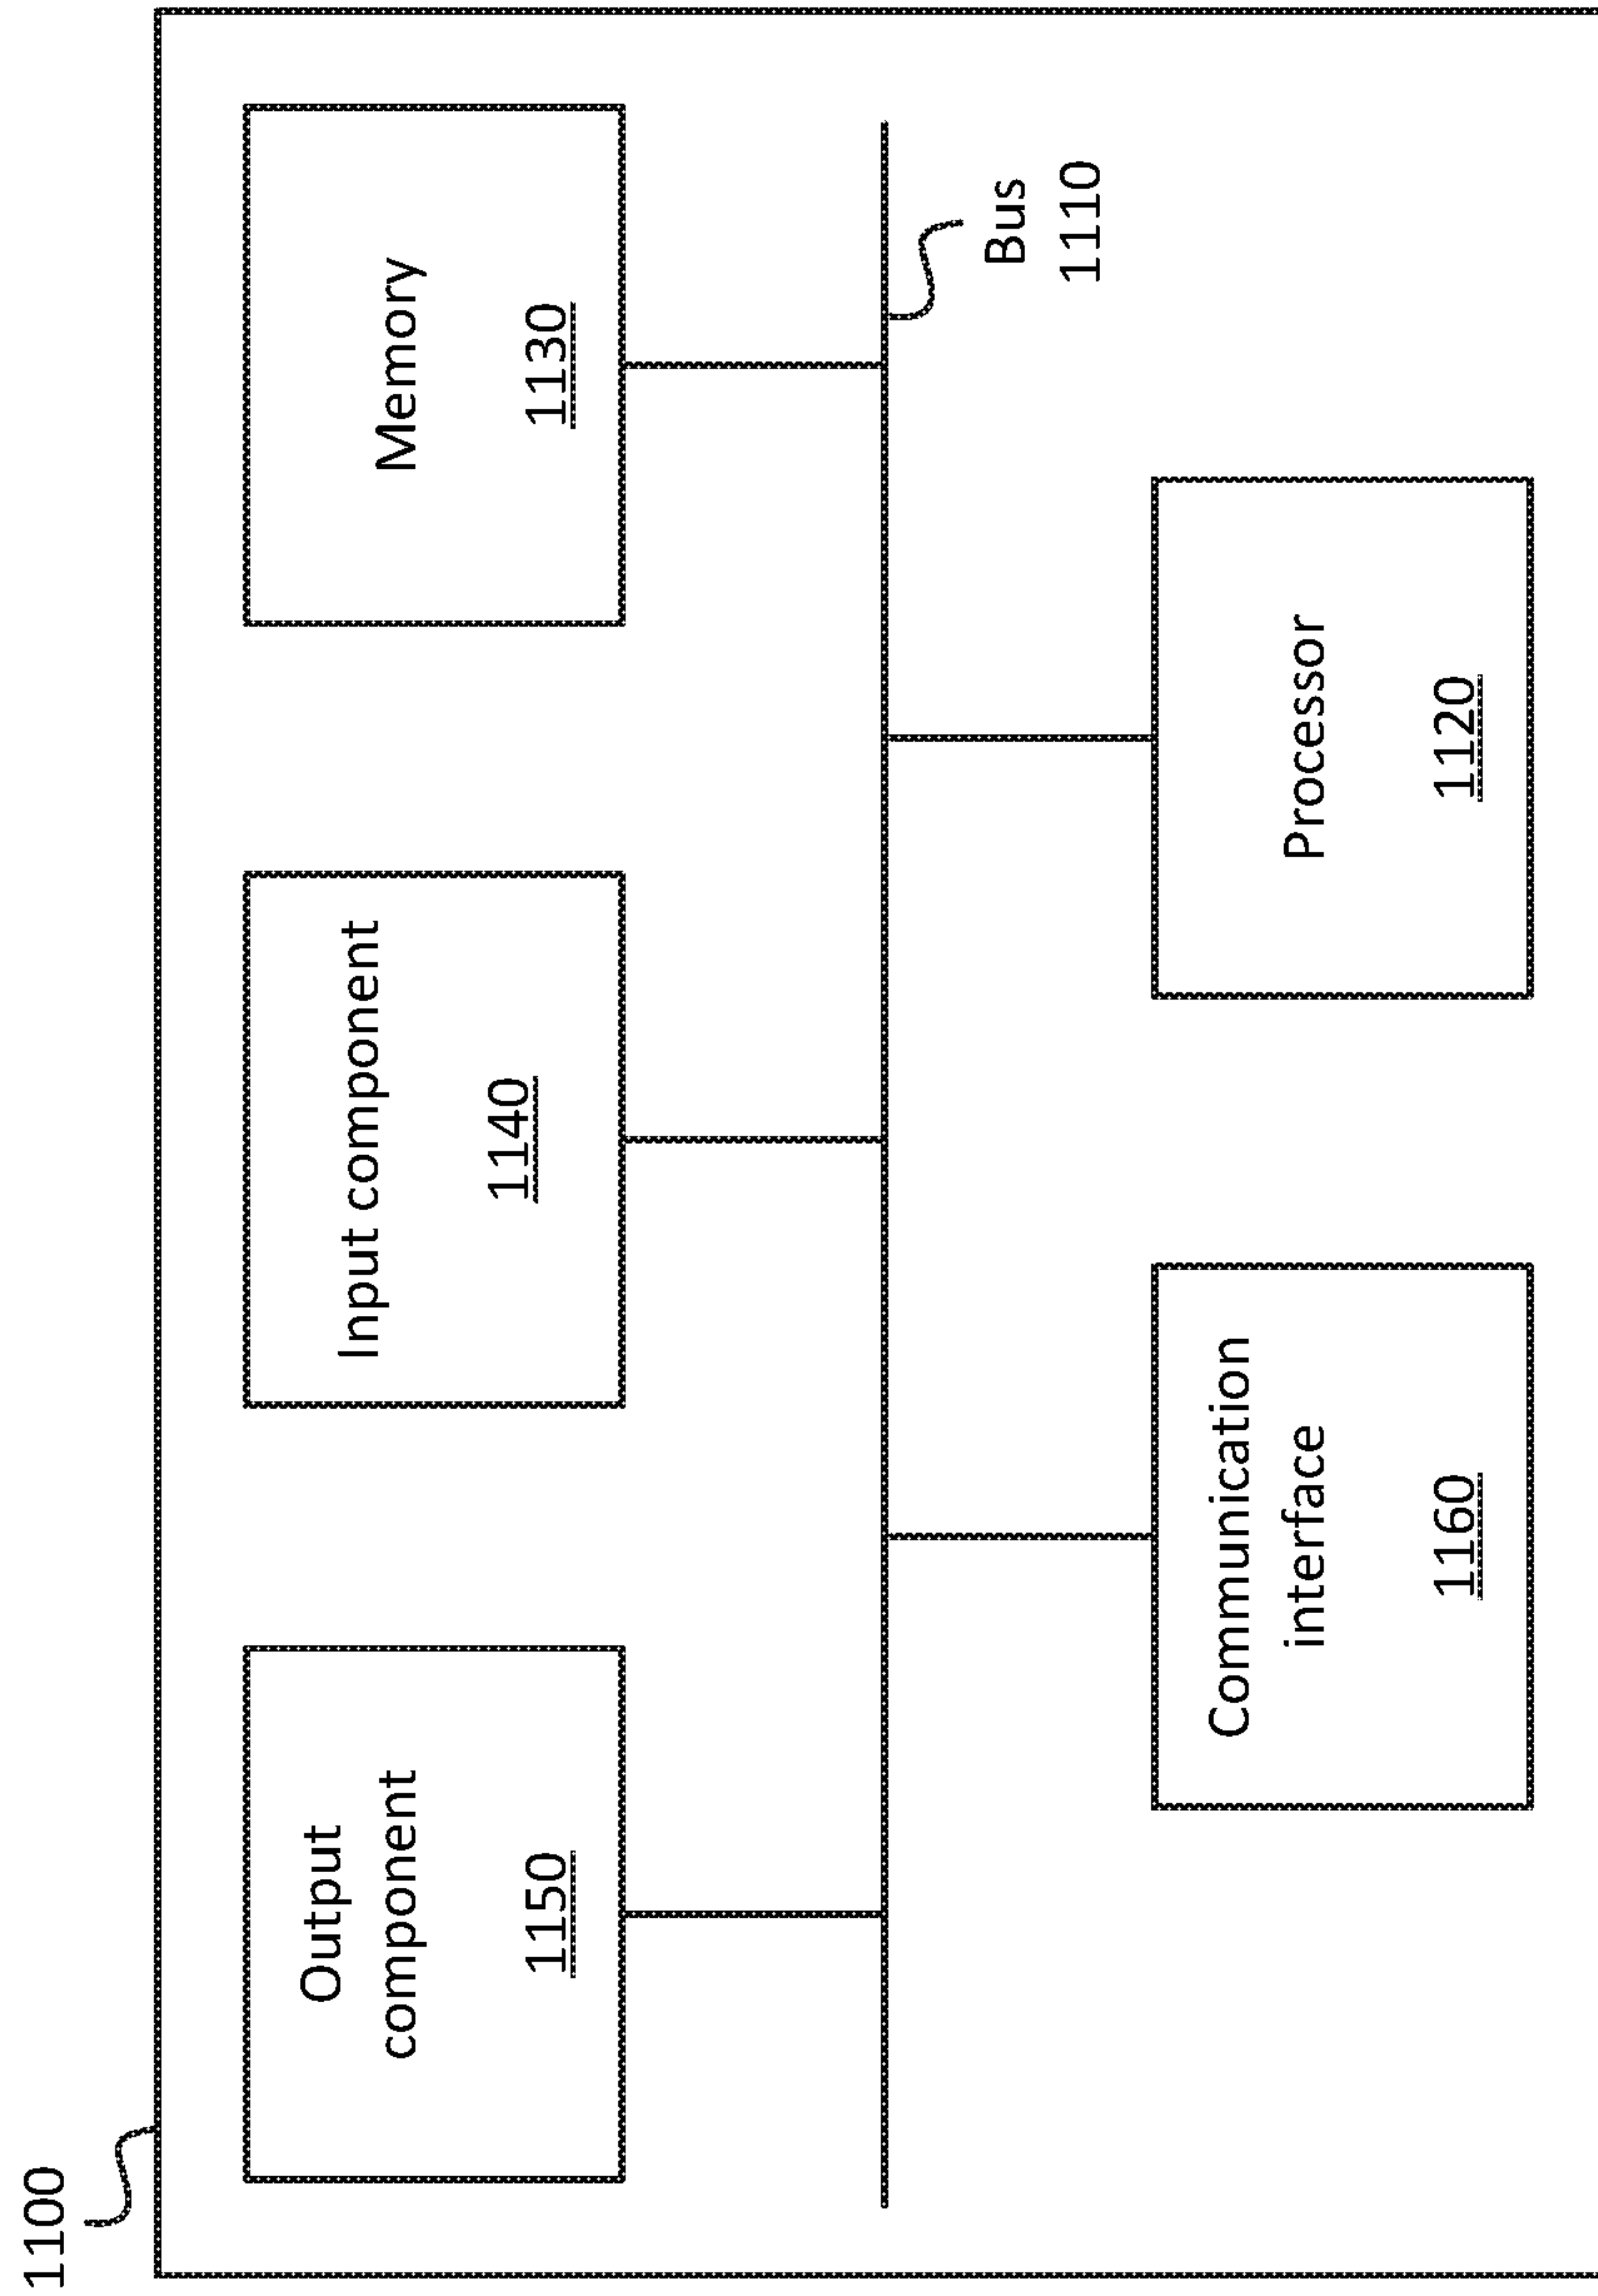 1100
Output
component
1150
Input component
1140
Memory
1130
Bus
1110
Communication
interface
1160
Processor
1120